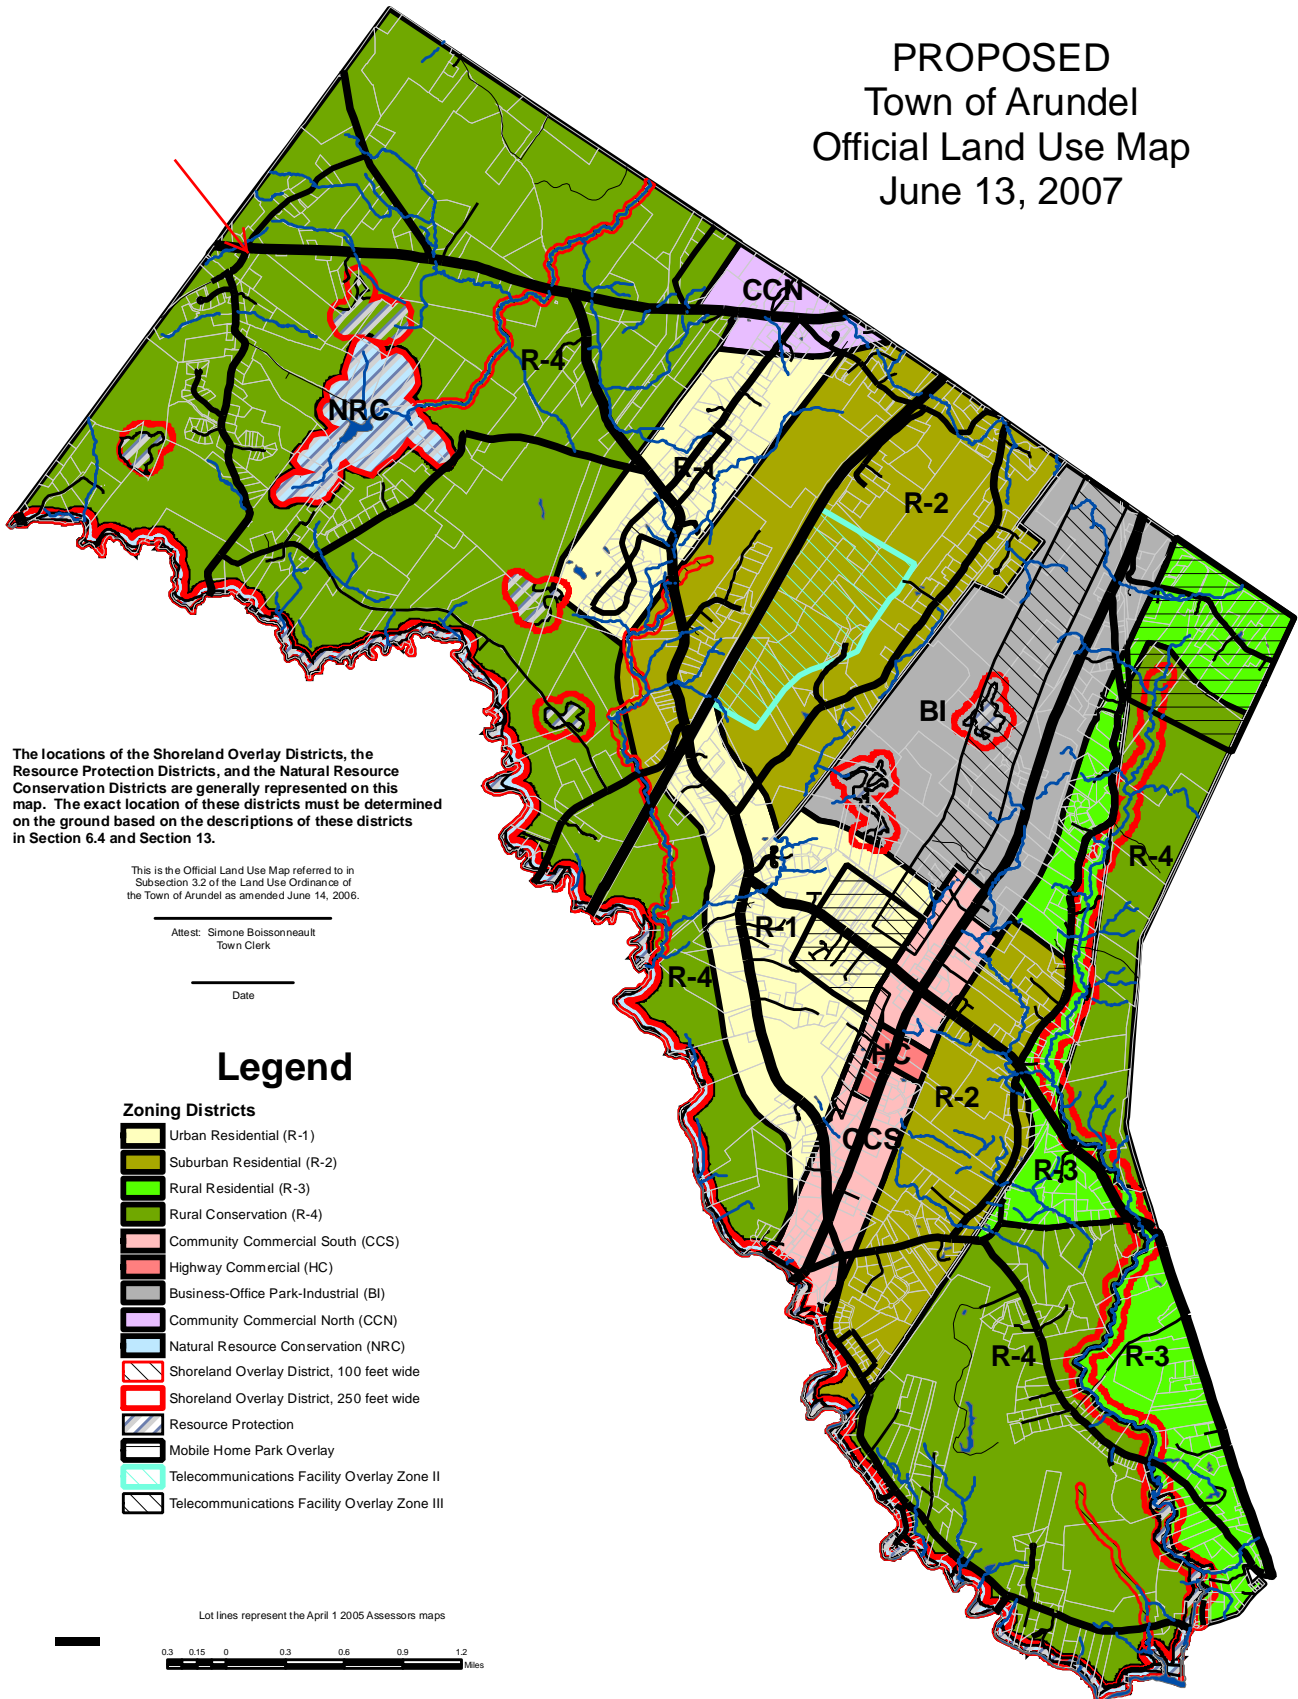 PROPOSED
Town of Arundel
Official Land Use Map
June 13, 2007
CCN
R-4
NRC
R-1
R-2
BI
The locations of the Shoreland Overlay Districts, the
Resource Protection Districts, and the Natural Resource
Conservation Districts are generally represented on this
map. The exact location of these districts must be determined
on the ground based on the descriptions of these districts
in Section 6.4 and Section 13.
R-4
This is the Official Land Use Map referred to in
Subsection 3.2 of the Land Use Ordinance of
the Town of Arundel as amended June 14, 2006.
Attest: Simone Boissonneault
Town Clerk
R-1
R-4
Date
HC
R-2
CCS
R-3
R-4
R-3
Legend
Zoning Districts
Urban Residential (R-1)
Suburban Residential (R-2)
Rural Residential (R-3)
Rural Conservation (R-4)
Community Commercial South (CCS)
Highway Commercial (HC)
Business-Office Park-Industrial (BI)
Community Commercial North (CCN)
Natural Resource Conservation (NRC)
Shoreland Overlay District, 100 feet wide
Shoreland Overlay District, 250 feet wide
Resource Protection
Mobile Home Park Overlay
Telecommunications Facility Overlay Zone II
Telecommunications Facility Overlay Zone III
Lot lines represent the April 1 2005 Assessors maps
0.3 0.15 0 0.3 0.6 0.9 1.2
Miles